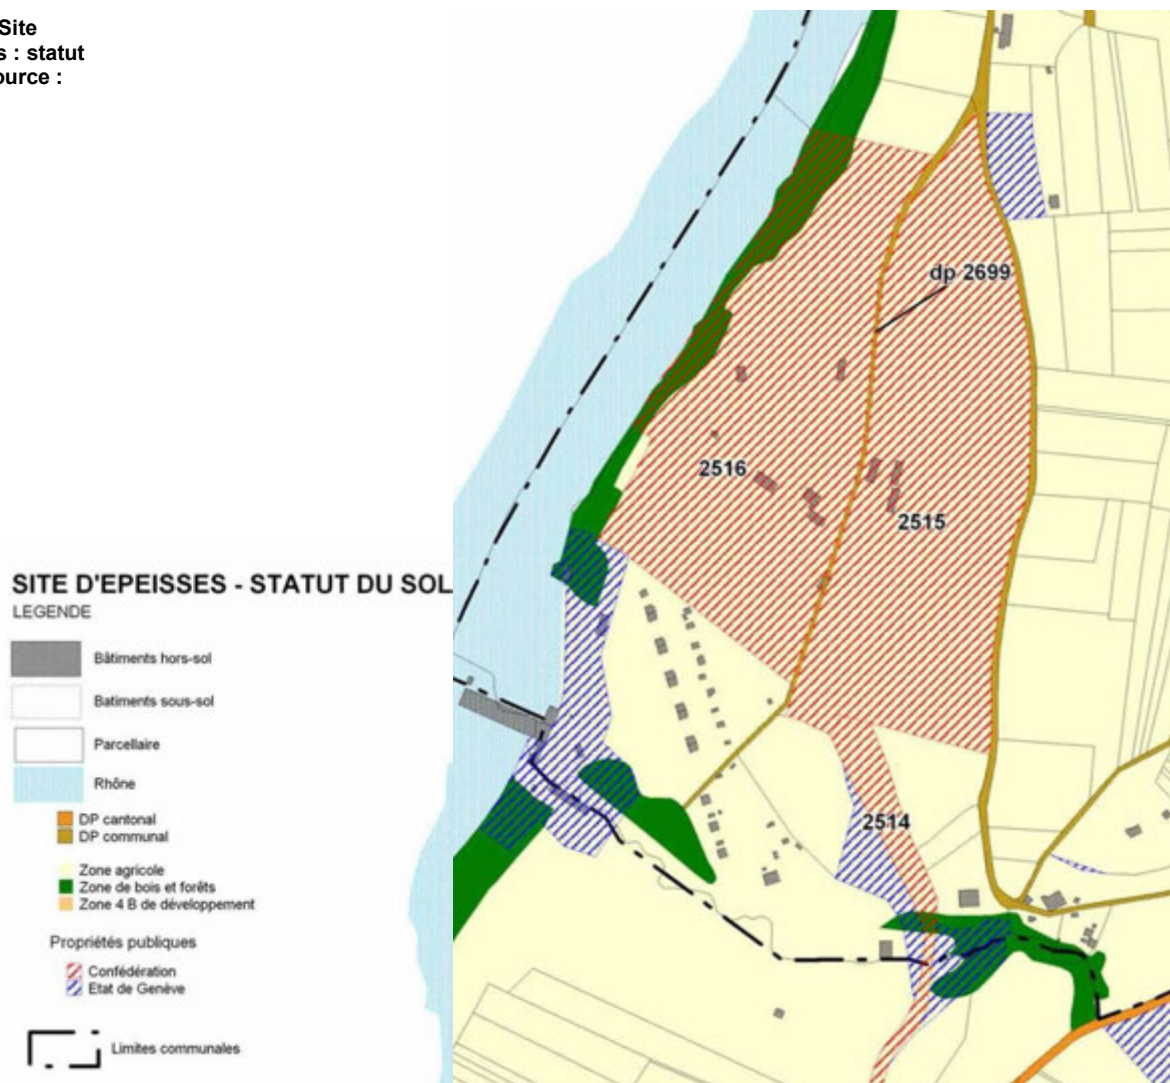 Site
s : statut
ource :
dp 2699
2516
2515
2514
SITE D'EPEISSES - STATUT DU SOL
LEGENDE
Bâtiments hors-sol
Batiments sous-sol
Parcellaire
Rhône
DP cantonal
DP communal
Zone agricole
Zone de bois et forêts
Zone 4 B de développement
Propriétés publiques
Confédération
Etat de Genève
Limites communales